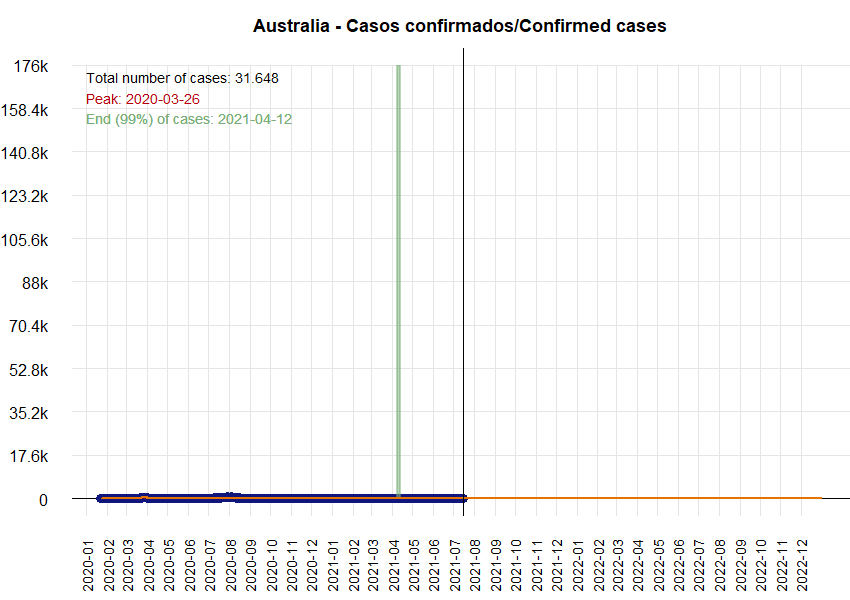 Australia - Casos confirmados/Confirmed cases
176k
158.4k
140.8k
123.2k
105.6k
88k
70.4k
52.8k
35.2k
17.6k
0
Total number of cases: 31.648
Peak: 2020-03-26
End (99%) of cases: 2021-04-12
2020-01
2020-02
2020-03
2020-04
2020-05
2020-06
2020-07
2020-08
2020-09
2020-10
2020-11
2020-12
2021-01
2021-02
2021-03
2021-04
2021-05
2021-06
2021-07
2021-08
2021-09
2021-10
2021-11
2021-12
2022-01
2022-02
2022-03
2022-04
2022-05
2022-06
2022-07
2022-08
2022-09
2022-10
2022-11
2022-12